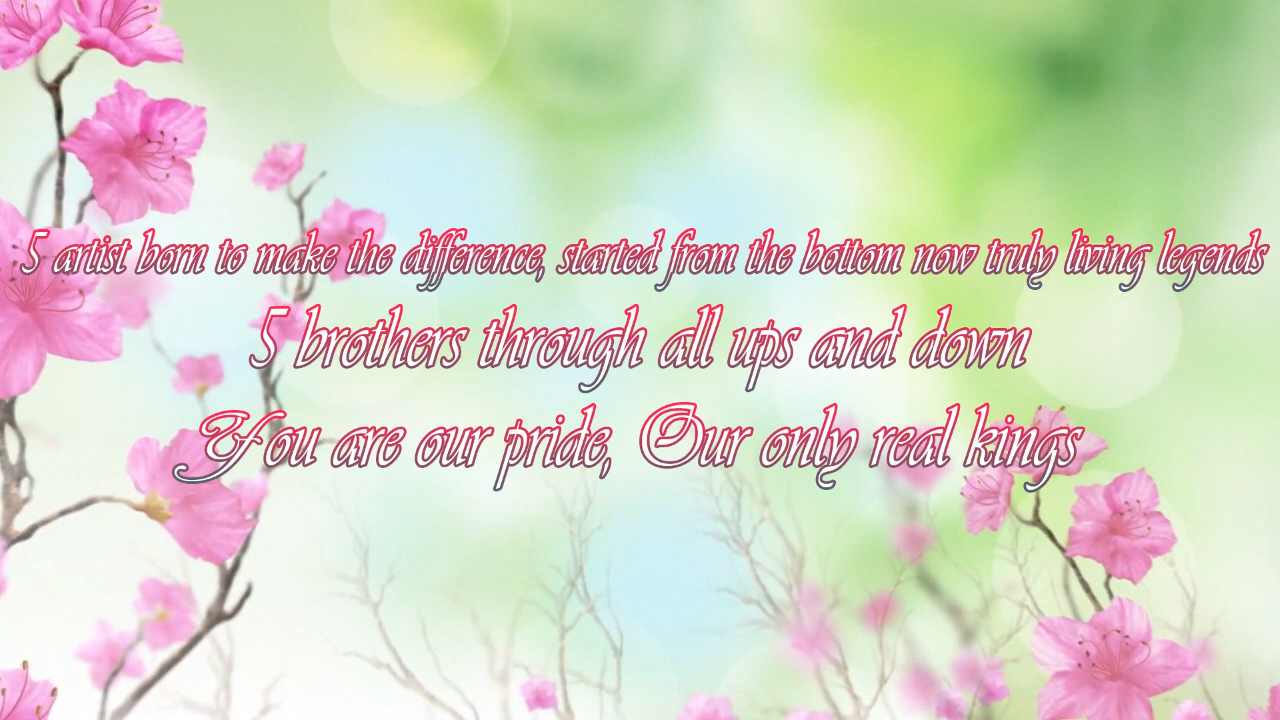 5 artist born to make the difference, started from the bottom now truly living legends
5 brothers through all ups and down
You are our pride, Our only real kings